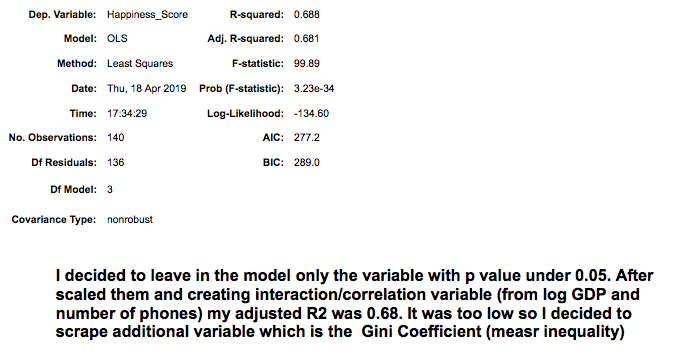 Dep. Variable: Happiness_Score R-squared: 0.688
Model: OLS Adj. R-squared: 0.681
Method: Least Squares F-statistic: 99.89
Date: Thu, 18 Apr 2019 Prob (F-statistic): 3.23e-34
Time: 17:34:29 Log-Likelihood: -134.60
No. Observations: 140 AIC: 277.2
Df Residuals: 136 BIC: 289.0
Df Model: 3
Covariance Type: nonrobust
I decided to leave in the model only the variable with p value under 0.05. After
scaled them and creating interaction/correlation variable (from log GDP and
number of phones) my adjusted R2 was 0.68. It was too low so I decided to
scrape additional variable which is the Gini Coefficient (measr inequality)